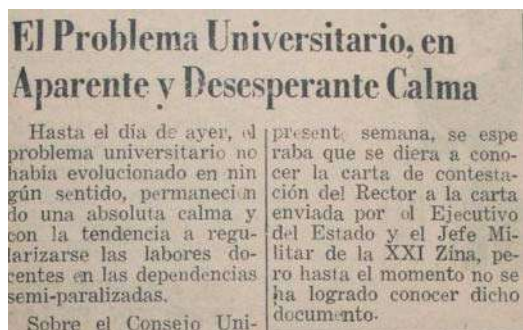 El Problema Universitario, en
Aparente y Desesperante Calma
Hasta el día de ayer, el
problema universitario no
había evolucionado en nin
gún sentido, permanecien
do una absoluta calma y
con la tendencia a regu-
larizarse las labores do-
centes en las dependencias
semi-paralizadas.
Sobre el Consejo Uni-
presente semana, se espe
raba que se diera a cono-
cer la carta de contesta-
ción del Rector a la carta
enviada por el Ejecutivo
del Estado y el Jefe Mi-
litar de la XXI Zina, pe-
ro hasta el momento no se
ha logrado conocer dicho
documento.